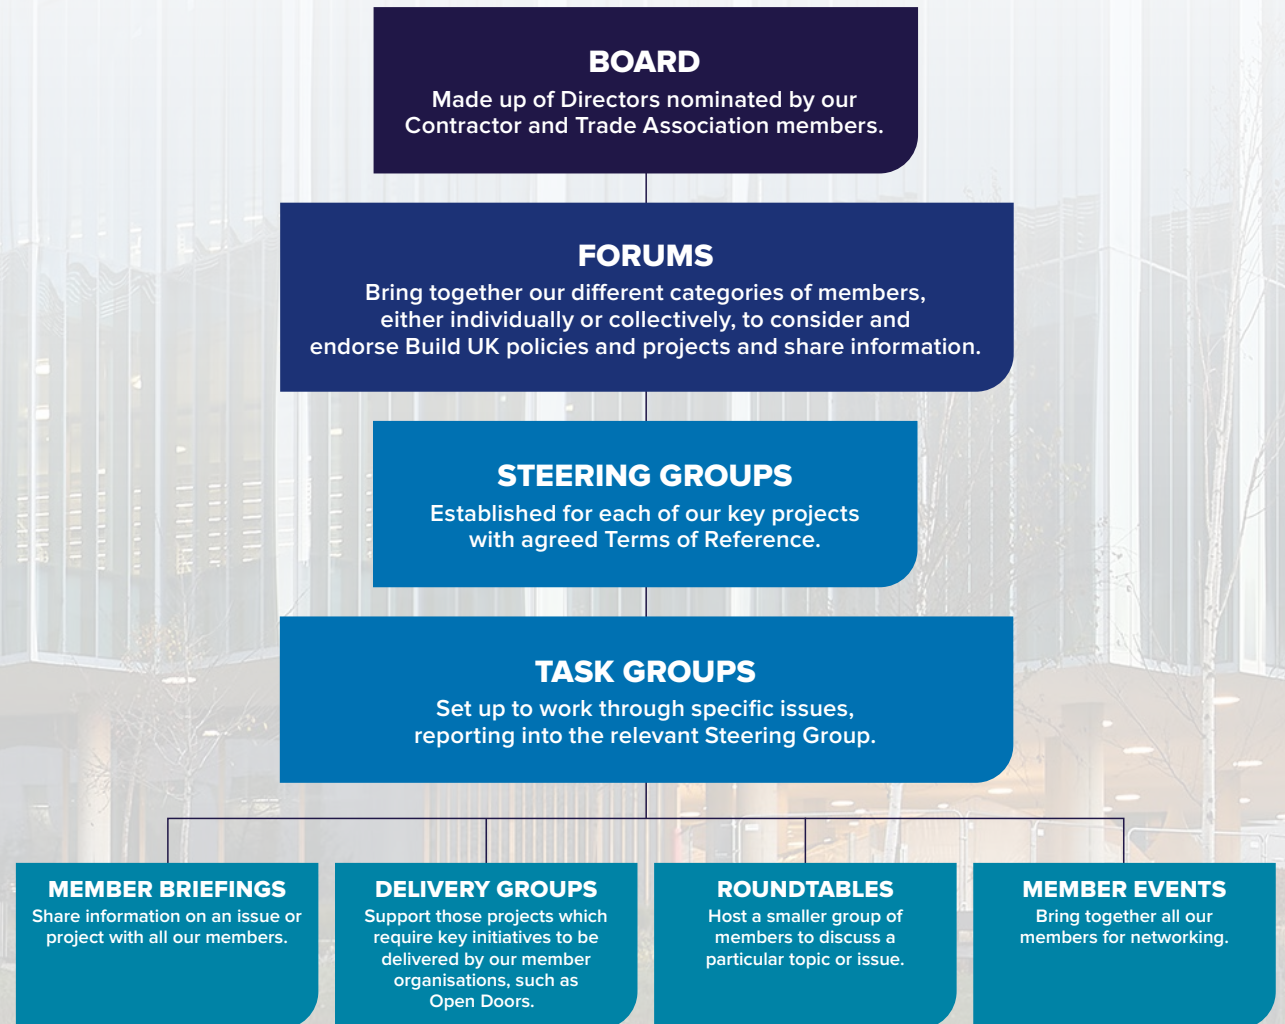 BOARD
Made up of Directors nominated by our
Contractor and Trade Association members.
FORUMS
Bring together our different categories of members,
either individually or collectively, to consider and
endorse Build UK policies and projects and share information.
STEERING GROUPS
Established for each of our key projects
with agreed Terms of Reference.
TASK GROUPS
Set up to work through specific issues,
reporting into the relevant Steering Group.
MEMBER BRIEFINGS
Share information on an issue or
project with all our members.
DELIVERY GROUPS
Support those projects which
require key initiatives to be
delivered by our member
organisations, such as
Open Doors.
ROUNDTABLES
Host a smaller group of
members to discuss a
particular topic or issue.
MEMBER EVENTS
Bring together all our
members for networking.